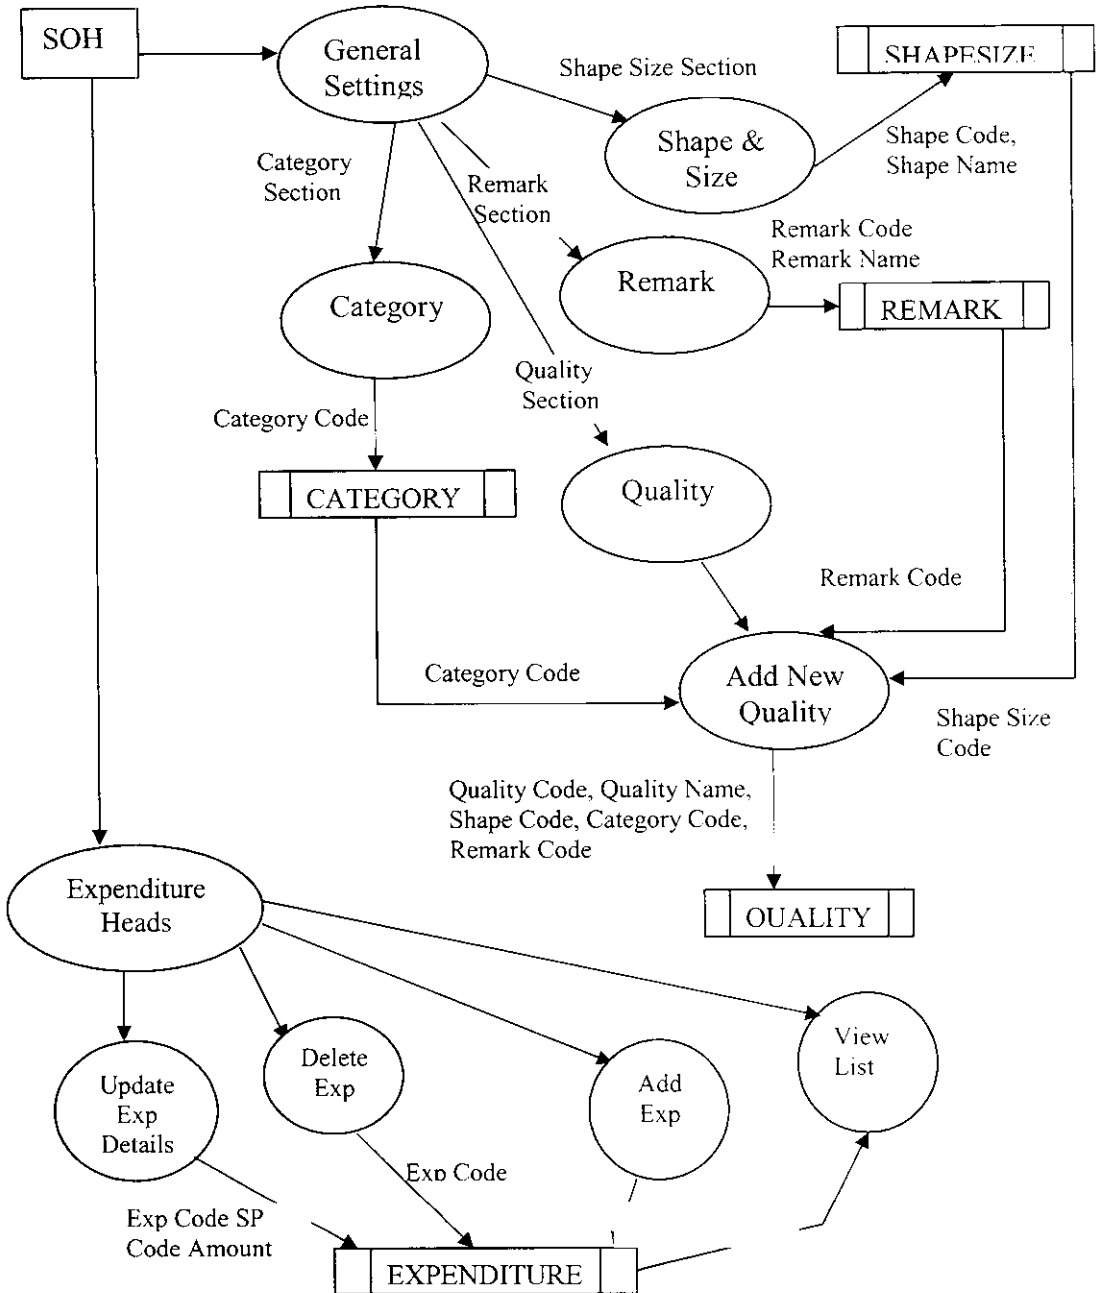 SOH
General
Settings
Shape Size Section
SHAPESIZE
Shape &
Size
Shape Code,
Shape Name
Category
Section
Remark
Section
Remark Code
Remark Name
Category
Remark
REMARK
Quality
Section
Category Code
CATEGORY
Quality
Remark Code
Category Code
Add New
Quality
Shape Size
Code
Quality Code, Quality Name,
Shape Code, Category Code,
Remark Code
Expenditure
Heads
QUALITY
Update
Exp
Details
Delete
Exp
Add
Exp
View
List
Exp Code
Exp Code SP
Code Amount
EXPENDITURE